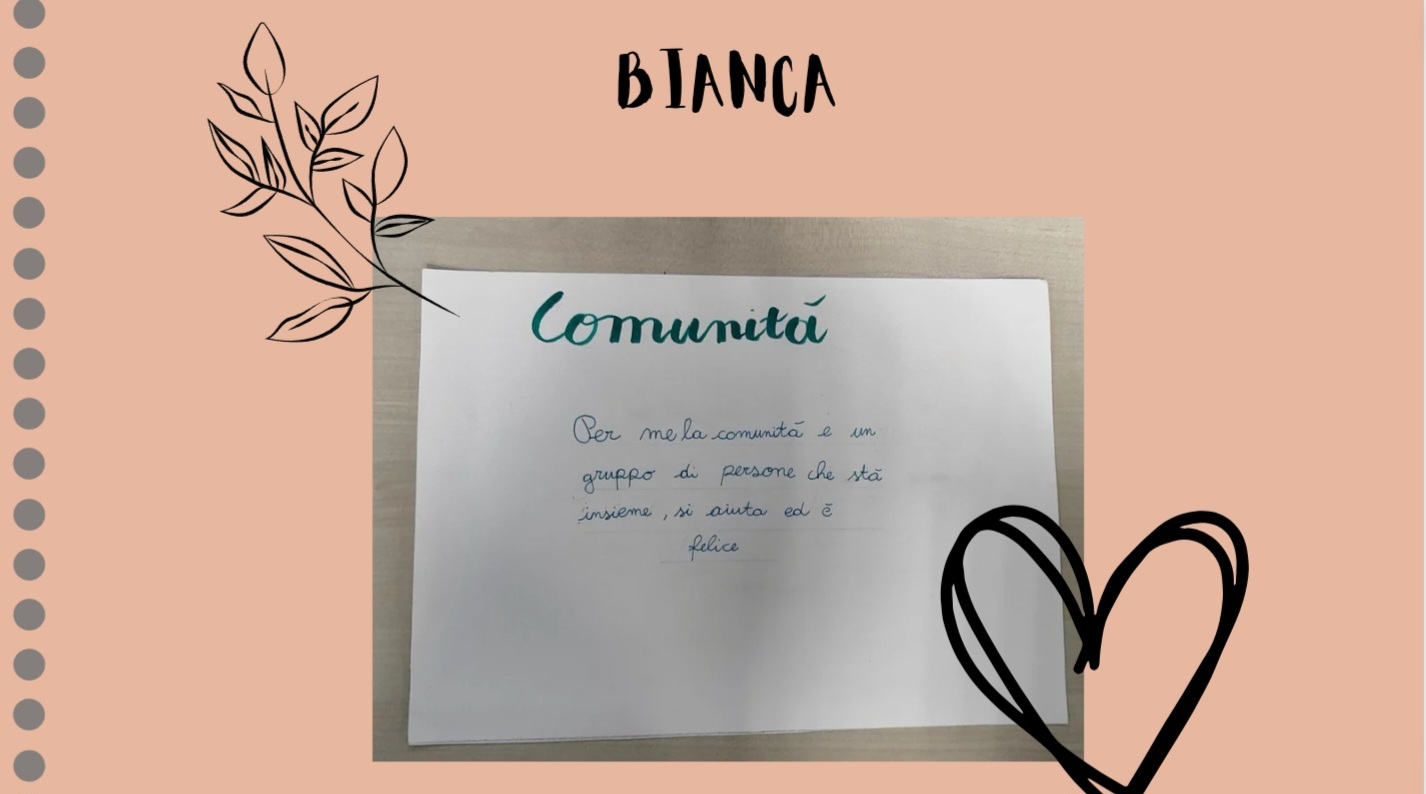 BIANCA
Comunità
Per me la comunità e un
gruppo di persone che stà
insieme, si aiuta ed è
felice